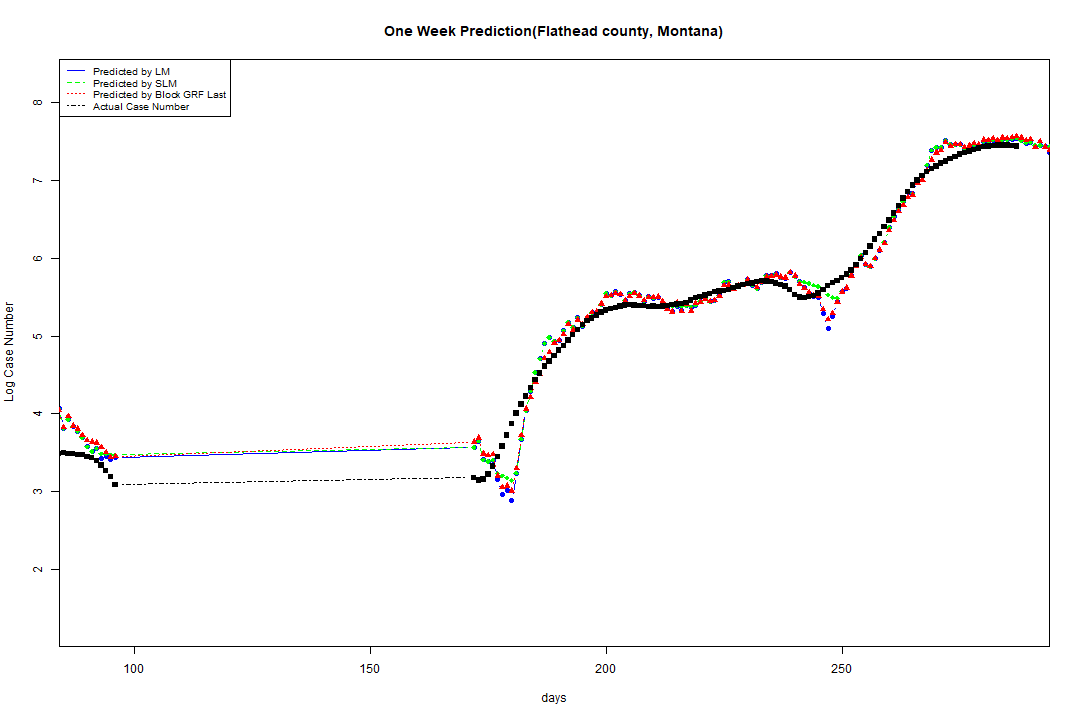 One Week Prediction(Flathead county, Montana)
Predicted by LM
Predicted by SLM
Predicted by Block GRF Last
Actual Case Number
8
7
6
5
4
3
2
Log Case Number
100 150 200 250
days